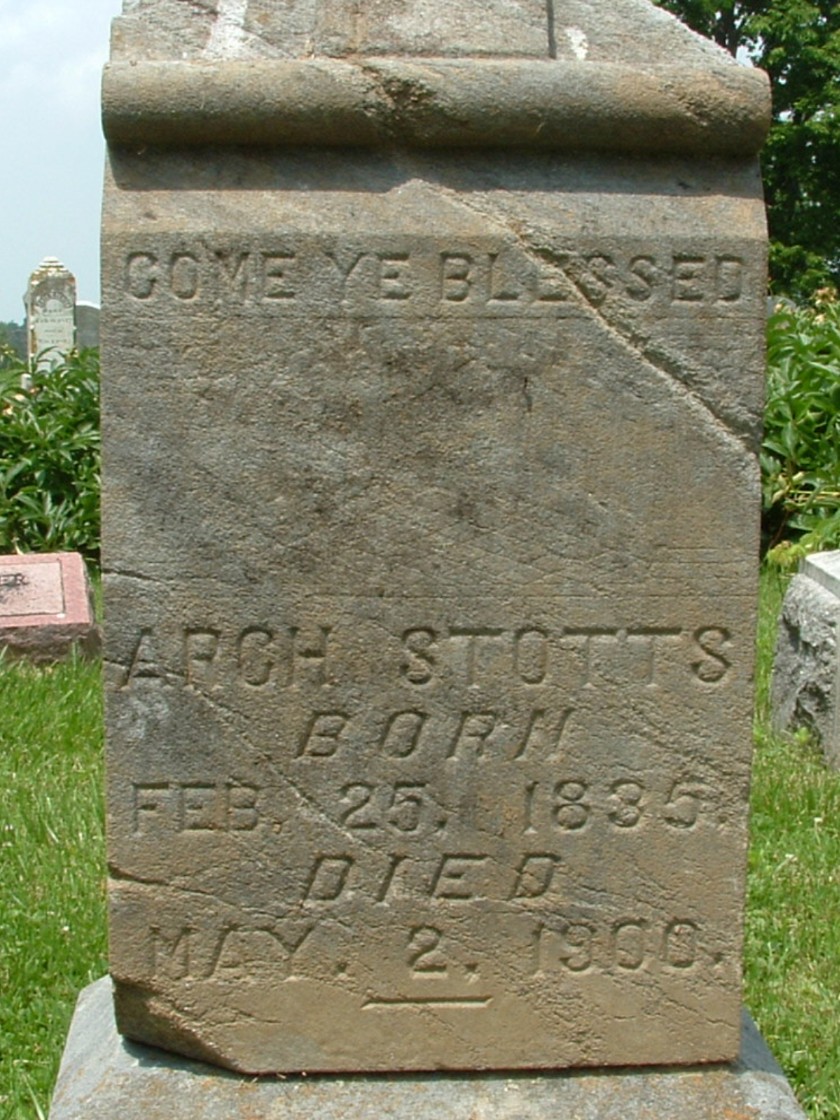 COME YE BLESSED
ARCH STOTTS.
BORN
FEB. 25, 1835.
DIED
MAY. 2, 1900.